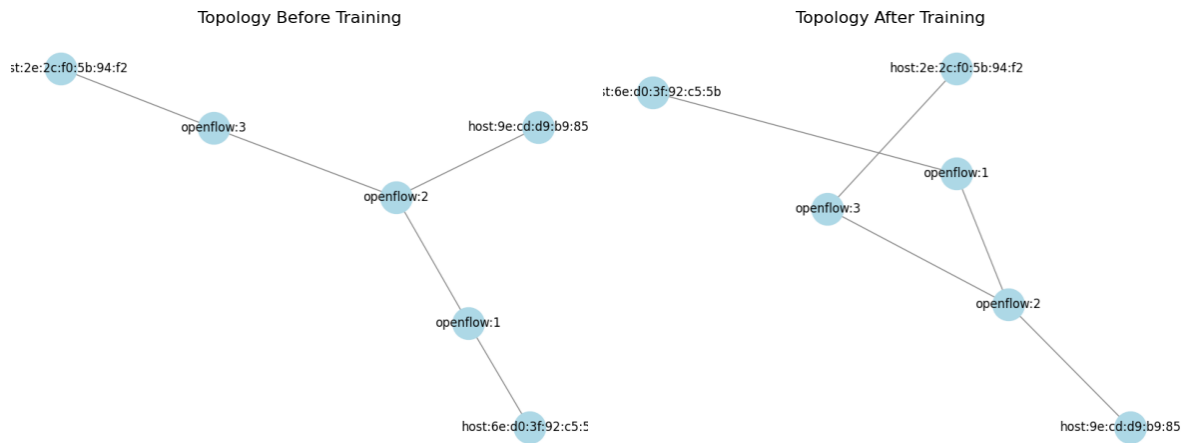 Topology Before Training
st:2e:2c:f0:5b:94:f2
openflow:3
host:9e:cd:d9:b9:85
openflow:2
openflow:1
host:6e:d0:3f:92:c5:5
Topology After Training
host:2e:2c:f0:5b:94:f2
st:6e:d0:3f:92:c5:5b
openflow:1
openflow:3
openflow:2
host:9e:cd:d9:b9:85